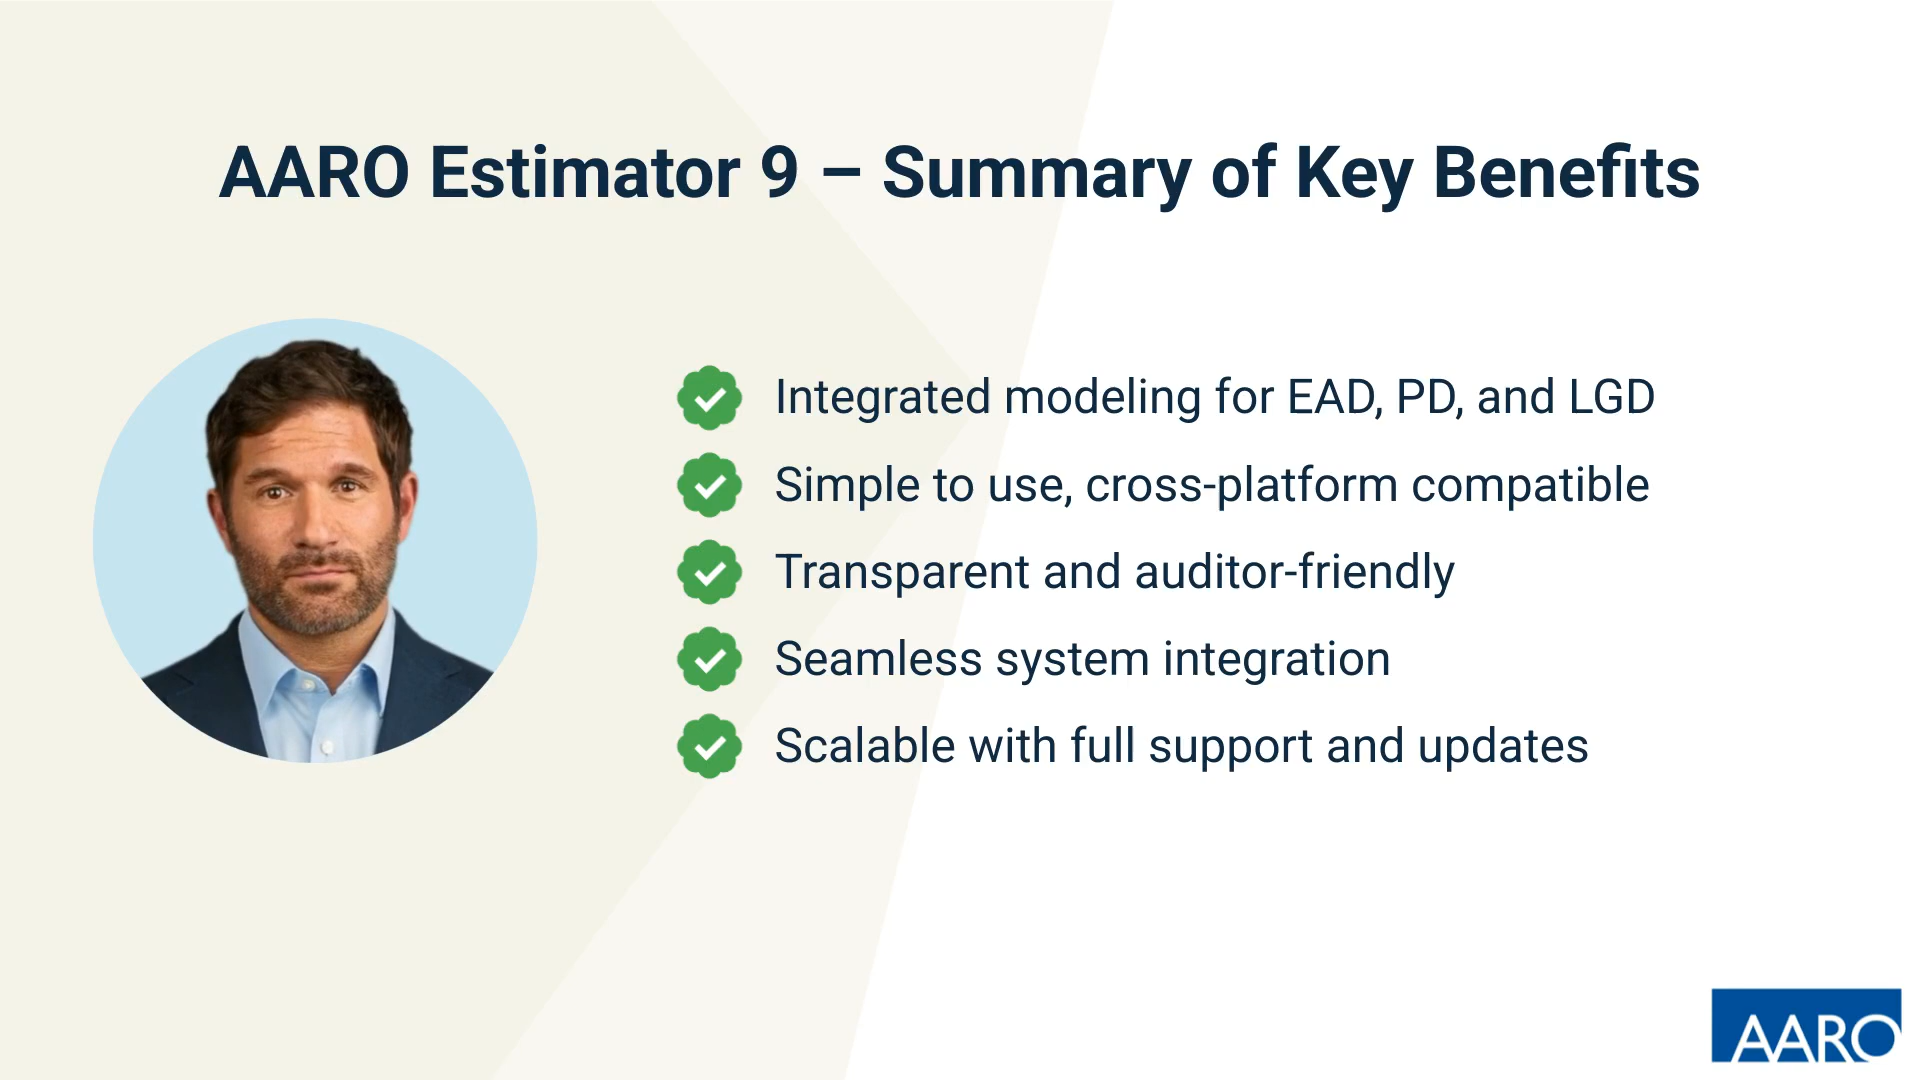 AARO Estimator 9 – Summary of Key Benefits
Integrated modeling for EAD, PD, and LGD
Simple to use, cross-platform compatible
Transparent and auditor-friendly
Seamless system integration
Scalable with full support and updates
AARO